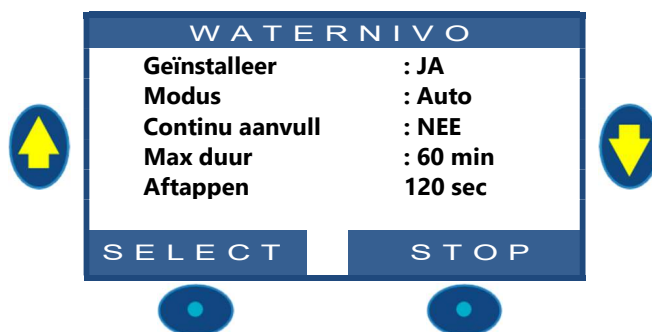 WATERNIVO
Geïnstalleer : JA
Modus : Auto
Continu aanvull : NEE
Max duur : 60 min
Aftappen 120 sec
SELECT STOP